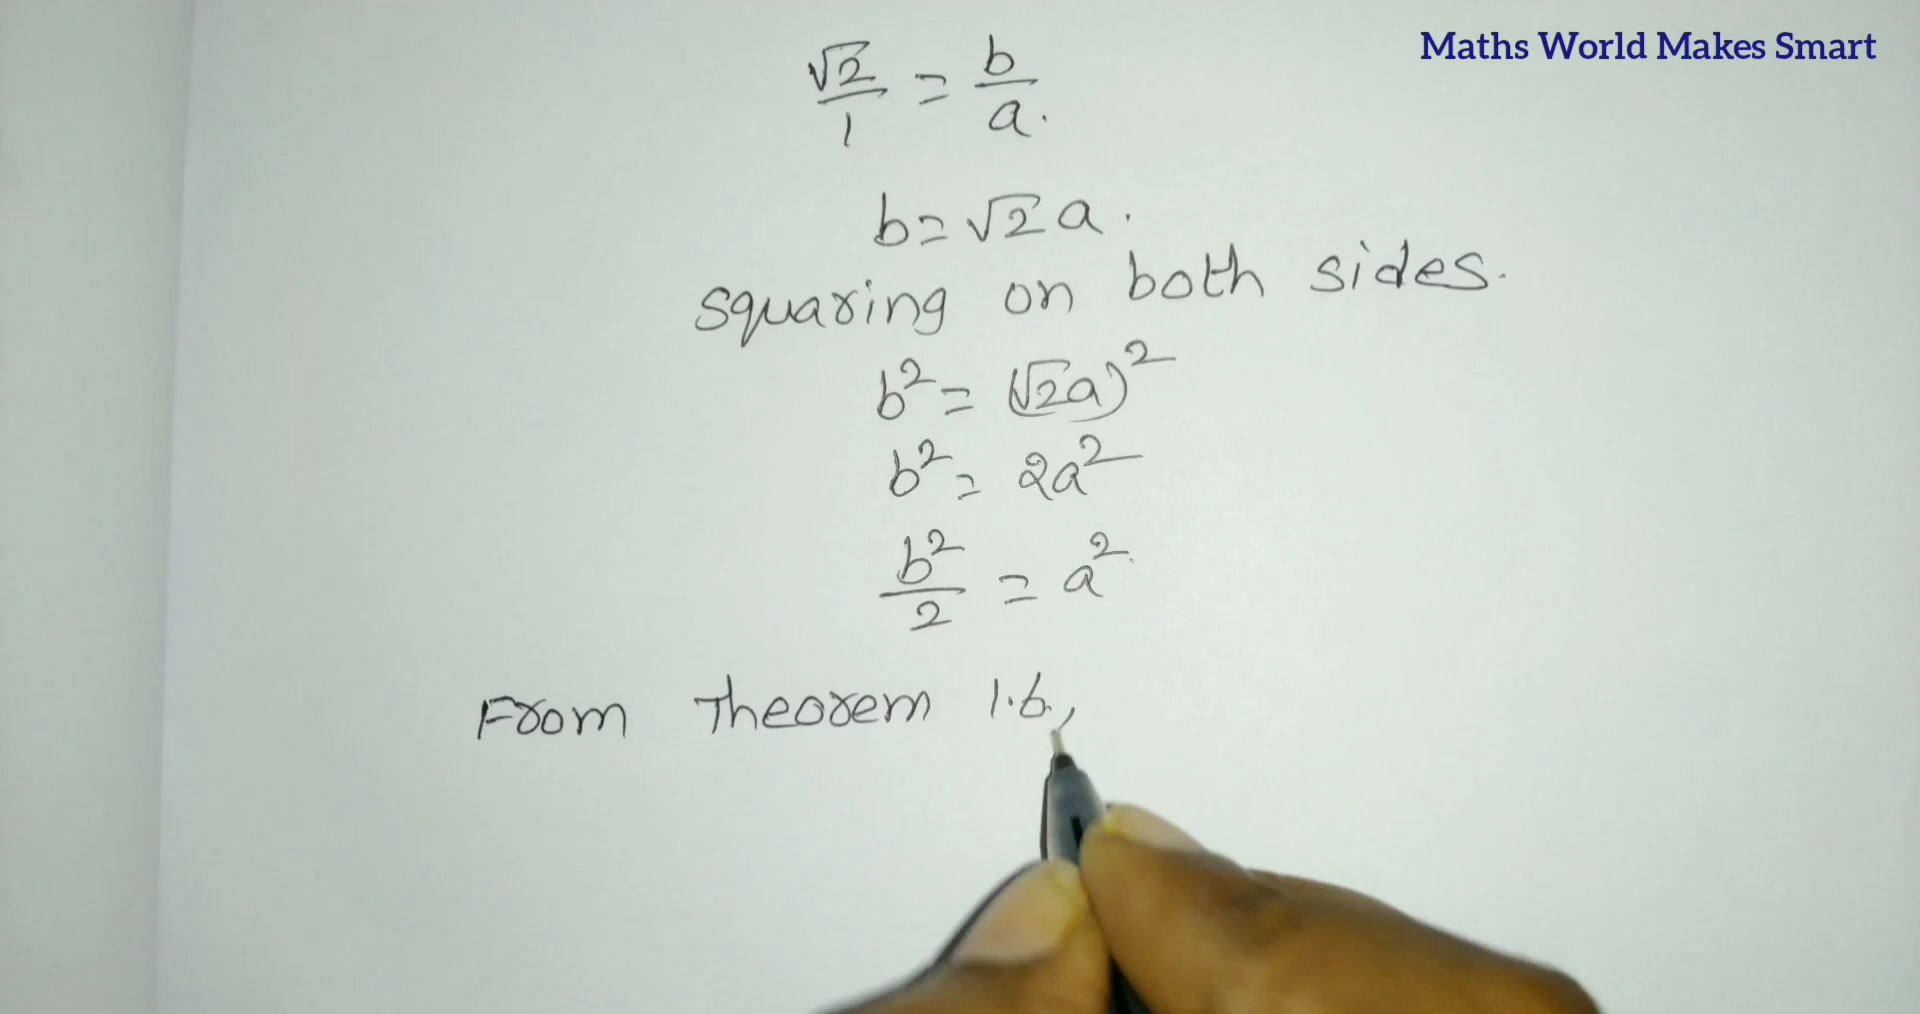 Maths World Makes Smart
√2/1 = b/a.
b = √2 a.
squaring on both sides.
b² = (√2a)²
b² = 2a²
b²/2 = a²
From Theorem 1.6,